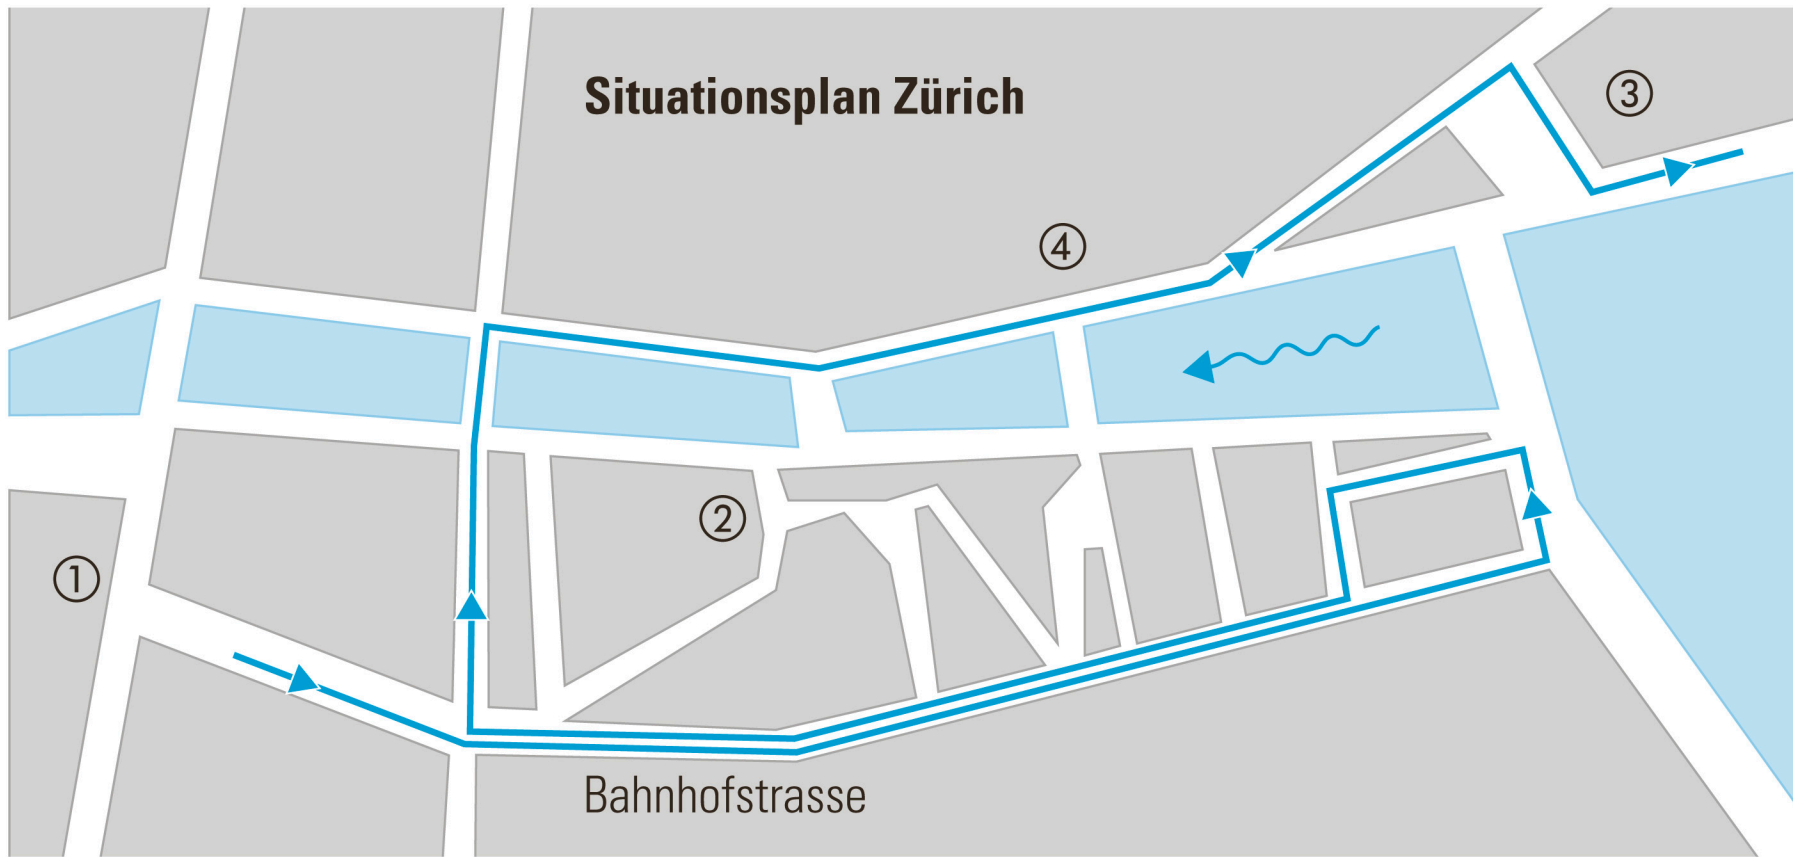 Situationsplan Zürich
③
④
②
①
Bahnhofstrasse